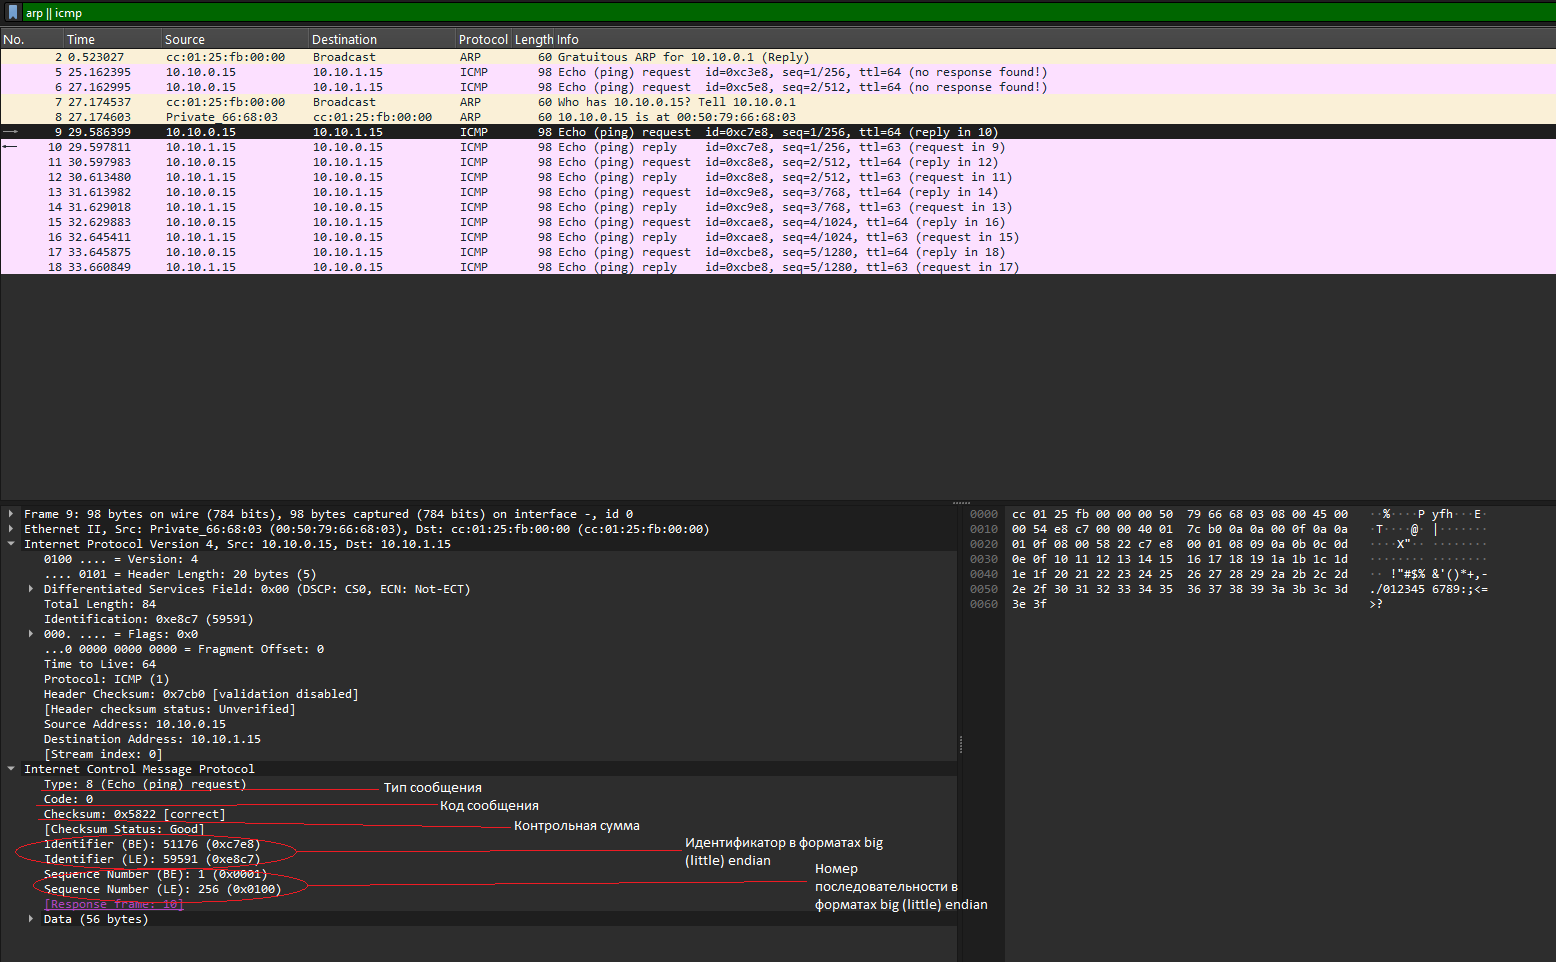 arp || icmp
No. Time Source Destination Protocol Length Info
2 0.523027 cc:01:25:fb:00:00 Broadcast ARP 60 Gratuitous ARP for 10.10.0.1 (Reply)
5 25.162395 10.10.0.15 10.10.1.15 ICMP 98 Echo (ping) request id=0xc3e8, seq=1/256, ttl=64 (no response found!)
6 27.162995 10.10.0.15 10.10.1.15 ICMP 98 Echo (ping) request id=0xc5e8, seq=2/512, ttl=64 (no response found!)
7 27.174537 cc:01:25:fb:00:00 Broadcast ARP 60 Who has 10.10.0.15? Tell 10.10.0.1
8 27.174603 Private_66:68:03 cc:01:25:fb:00:00 ARP 60 10.10.0.15 is at 00:50:79:66:68:03
9 29.586399 10.10.0.15 10.10.1.15 ICMP 98 Echo (ping) request id=0xc7e8, seq=1/256, ttl=64 (reply in 10)
10 29.597811 10.10.1.15 10.10.0.15 ICMP 98 Echo (ping) reply id=0xc7e8, seq=1/256, ttl=63 (request in 9)
11 30.597983 10.10.0.15 10.10.1.15 ICMP 98 Echo (ping) request id=0xc8e8, seq=2/512, ttl=64 (reply in 12)
12 30.613480 10.10.1.15 10.10.0.15 ICMP 98 Echo (ping) reply id=0xc8e8, seq=2/512, ttl=63 (request in 11)
13 31.613982 10.10.0.15 10.10.1.15 ICMP 98 Echo (ping) request id=0xc9e8, seq=3/768, ttl=64 (reply in 14)
14 31.629018 10.10.1.15 10.10.0.15 ICMP 98 Echo (ping) reply id=0xc9e8, seq=3/768, ttl=63 (request in 13)
15 32.629883 10.10.0.15 10.10.1.15 ICMP 98 Echo (ping) request id=0xcae8, seq=4/1024, ttl=64 (reply in 16)
16 32.645411 10.10.1.15 10.10.0.15 ICMP 98 Echo (ping) reply id=0xcae8, seq=4/1024, ttl=63 (request in 15)
17 33.645875 10.10.0.15 10.10.1.15 ICMP 98 Echo (ping) request id=0xcbe8, seq=5/1280, ttl=64 (reply in 18)
18 33.660849 10.10.1.15 10.10.0.15 ICMP 98 Echo (ping) reply id=0xcbe8, seq=5/1280, ttl=63 (request in 17)
Frame 9: 98 bytes on wire (784 bits), 98 bytes captured (784 bits) on interface -, id 0
Ethernet II, Src: Private_66:68:03 (00:50:79:66:68:03), Dst: cc:01:25:fb:00:00 (cc:01:25:fb:00:00)
Internet Protocol Version 4, Src: 10.10.0.15, Dst: 10.10.1.15
0100 .... = Version: 4
.... 0101 = Header Length: 20 bytes (5)
Differentiated Services Field: 0x00 (DSCP: CS0, ECN: Not-ECT)
Total Length: 84
Identification: 0xe8c7 (59591)
000. .... = Flags: 0x0
...0 0000 0000 0000 = Fragment Offset: 0
Time to Live: 64
Protocol: ICMP (1)
Header Checksum: 0x7cb0 [validation disabled]
[Header checksum status: Unverified]
Source Address: 10.10.0.15
Destination Address: 10.10.1.15
[Stream index: 0]
Internet Control Message Protocol
Type: 8 (Echo (ping) request)
Тип сообщения
Code: 0
Код сообщения
Checksum: 0x5822 [correct]
Контрольная сумма
[Checksum Status: Good]
Identifier (BE): 51176 (0xc7e8)
Identifier (LE): 59591 (0xe8c7)
Идентификатор в форматах big
(little) endian
Sequence Number (BE): 1 (0x0001)
Sequence Number (LE): 256 (0x0100)
Номер
последовательности в
форматах big (little) endian
[Response frame: 10]
Data (56 bytes)
0000 cc 01 25 fb 00 00 00 50 79 66 68 03 08 00 45 00 ··%····P yfh···E·
0010 00 54 e8 c7 00 00 40 01 7c b0 0a 0a 00 0f 0a 0a ·T····@· |·······
0020 01 0f 08 00 58 22 c7 e8 00 01 08 09 0a 0b 0c 0d ····X"·· ········
0030 0e 0f 10 11 12 13 14 15 16 17 18 19 1a 1b 1c 1d ········ ········
0040 1e 1f 20 21 22 23 24 25 26 27 28 29 2a 2b 2c 2d ·· !"#$% &'()*+,-
0050 2e 2f 30 31 32 33 34 35 36 37 38 39 3a 3b 3c 3d ./012345 6789:;<=
0060 3e 3f >?